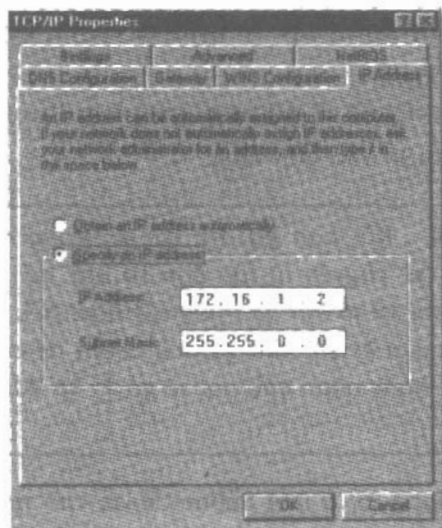 TCP/IP Properties
Bindings Advanced NetBIOS
DNS Configuration Gateway WINS Configuration IP Address
An IP address can be automatically assigned to this computer.
If your network does not automatically assign IP addresses, ask
your network administrator for an address, and then type it in
the space below.
Obtain an IP address automatically
Specify an IP address
IP Address: 172. 16 . 1 . 2
Subnet Mask: 255.255. 0 . 0
OK Cancel